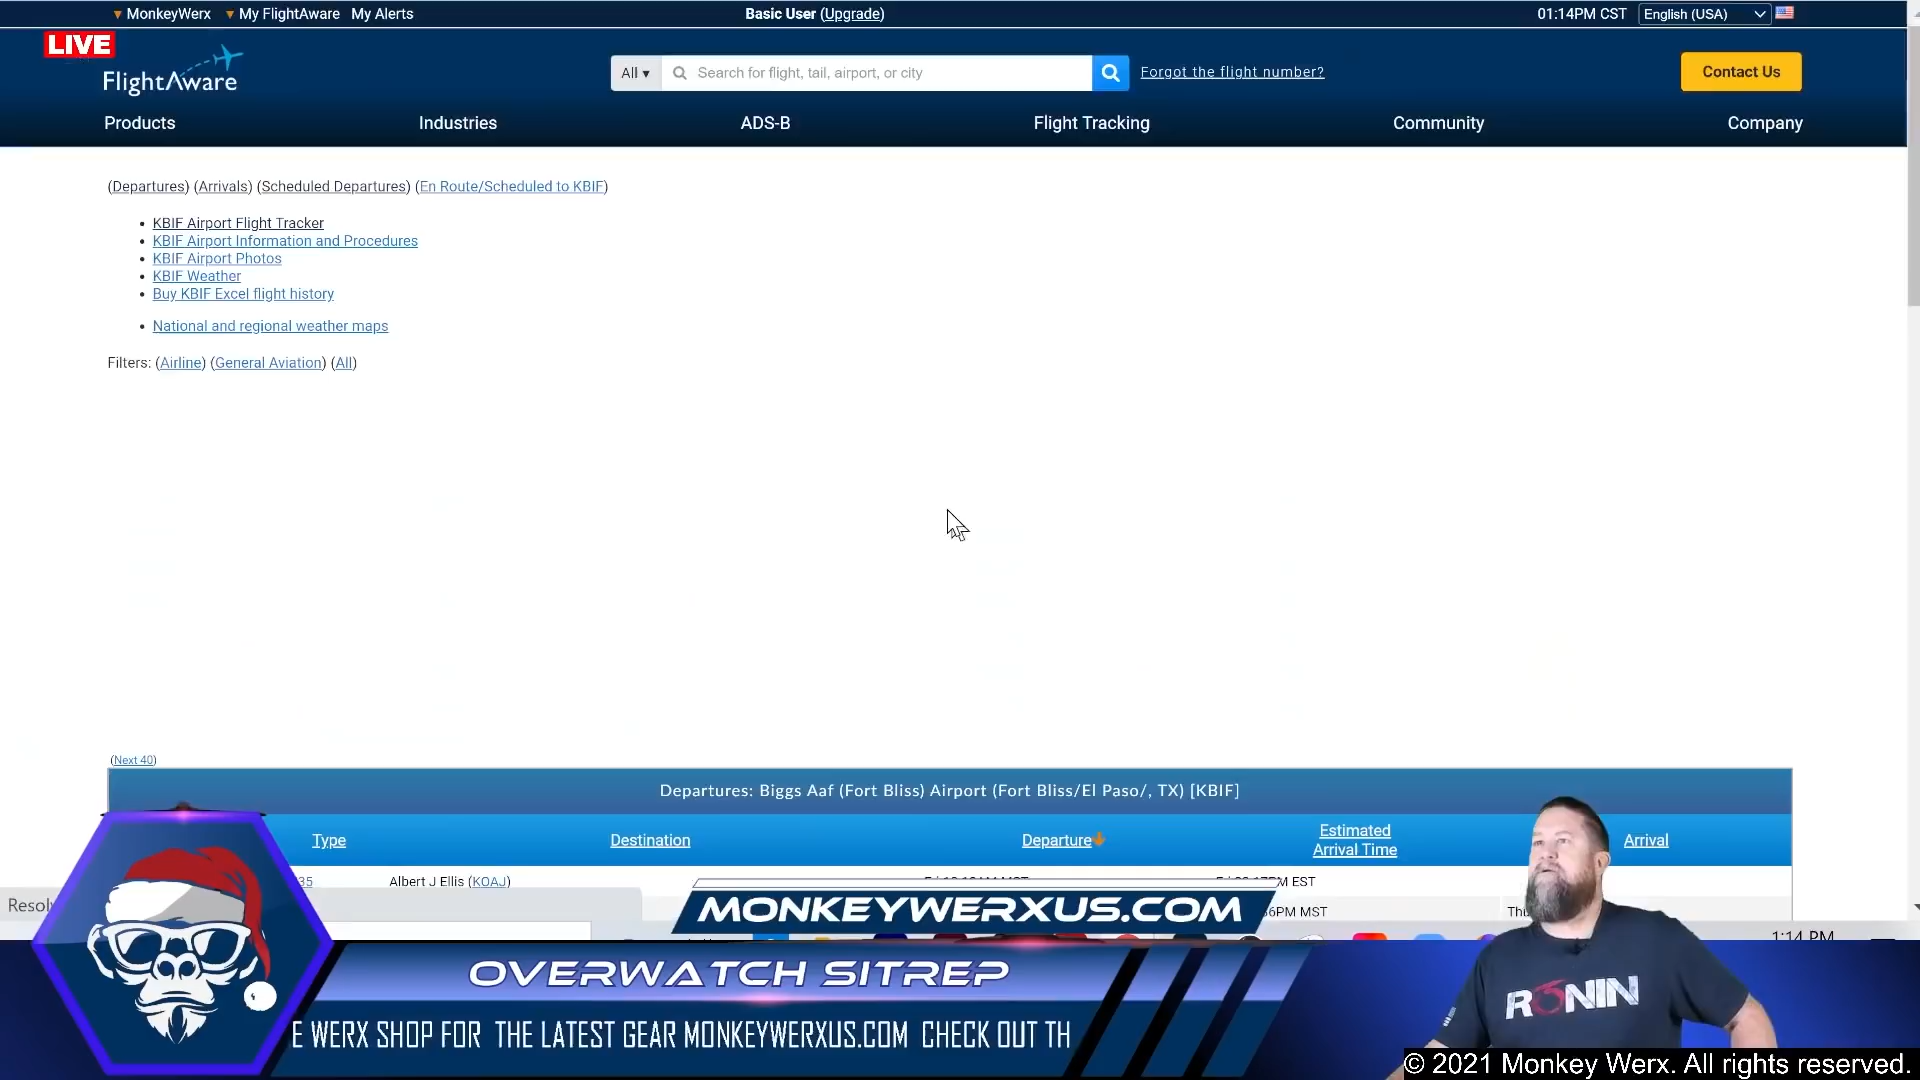 MonkeyWerx My FlightAware My Alerts
Basic User (Upgrade)
01:14PM CST English (USA)
LIVE
FlightAware
All Search for flight, tail, airport, or city
Forgot the flight number?
Contact Us
Products Industries ADS-B Flight Tracking Community Company
(Departures) (Arrivals) (Scheduled Departures) (En Route/Scheduled to KBIF)
KBIF Airport Flight Tracker
KBIF Airport Information and Procedures
KBIF Airport Photos
KBIF Weather
Buy KBIF Excel flight history
National and regional weather maps
Filters: (Airline) (General Aviation) (All)
(Next 40)
Departures: Biggs Aaf (Fort Bliss) Airport (Fort Bliss/El Paso/, TX) [KBIF]
Type Destination Departure Estimated Arrival Time Arrival
35 Albert J Ellis (KOAJ)
EST
6PM MST
MONKEYWERXUS.COM
1:14 PM
OVERWATCH SITREP
E WERX SHOP FOR THE LATEST GEAR MONKEYWERXUS.COM CHECK OUT TH
R3NIN
© 2021 Monkey Werx. All rights reserved.